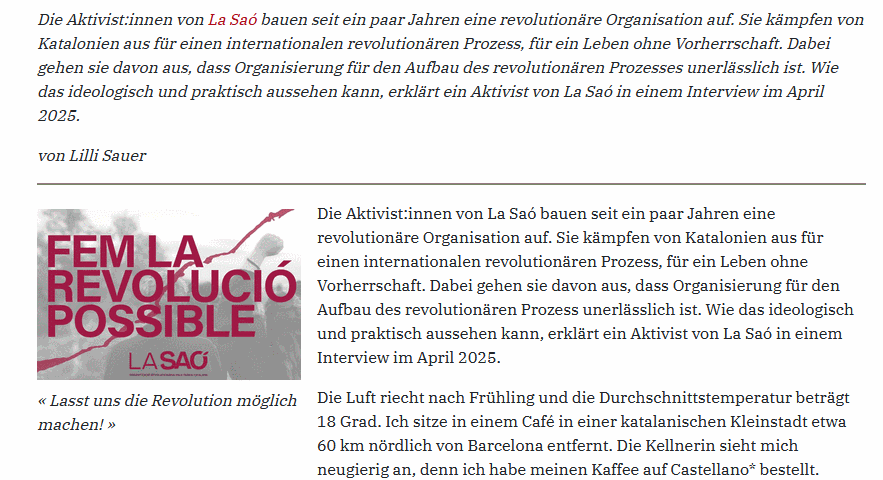 Die Aktivist:innen von La Saó bauen seit ein paar Jahren eine revolutionäre Organisation auf. Sie kämpfen von
Katalonien aus für einen internationalen revolutionären Prozess, für ein Leben ohne Vorherrschaft. Dabei
gehen sie davon aus, dass Organisierung für den Aufbau des revolutionären Prozesses unerlässlich ist. Wie
das ideologisch und praktisch aussehen kann, erklärt ein Aktivist von La Saó in einem Interview im April
2025.
von Lilli Sauer
FEM LA
REVOLUCIÓ
POSSIBLE
LA SAÓ
« Lasst uns die Revolution möglich
machen! »
Die Aktivist:innen von La Saó bauen seit ein paar Jahren eine
revolutionäre Organisation auf. Sie kämpfen von Katalonien aus für
einen internationalen revolutionären Prozess, für ein Leben ohne
Vorherrschaft. Dabei gehen sie davon aus, dass Organisierung für den
Aufbau des revolutionären Prozess unerlässlich ist. Wie das ideologisch
und praktisch aussehen kann, erklärt ein Aktivist von La Saó in einem
Interview im April 2025.
Die Luft riecht nach Frühling und die Durchschnittstemperatur beträgt
18 Grad. Ich sitze in einem Café in einer katalanischen Kleinstadt etwa
60 km nördlich von Barcelona entfernt. Die Kellnerin sieht mich
neugierig an, denn ich habe meinen Kaffee auf Castellano* bestellt.